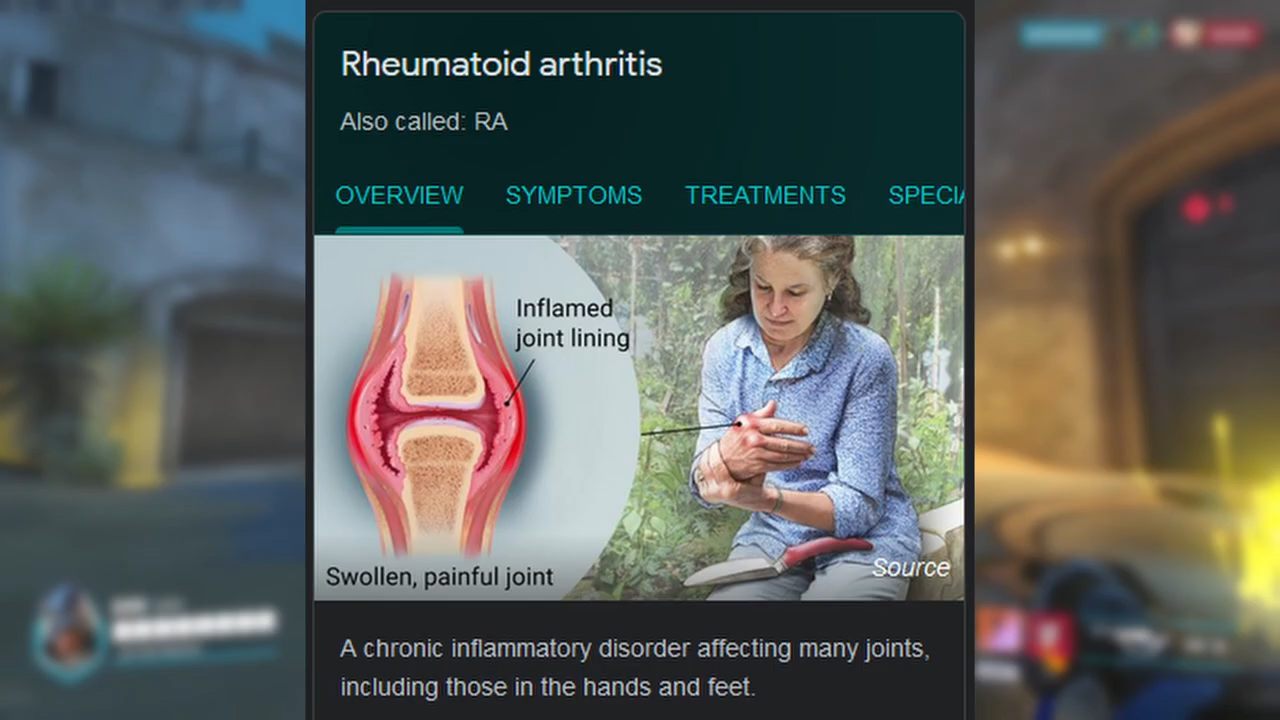 Rheumatoid arthritis
Also called: RA
OVERVIEW SYMPTOMS TREATMENTS SPECIA
Inflamed
joint lining
Swollen, painful joint
Source
A chronic inflammatory disorder affecting many joints,
including those in the hands and feet.